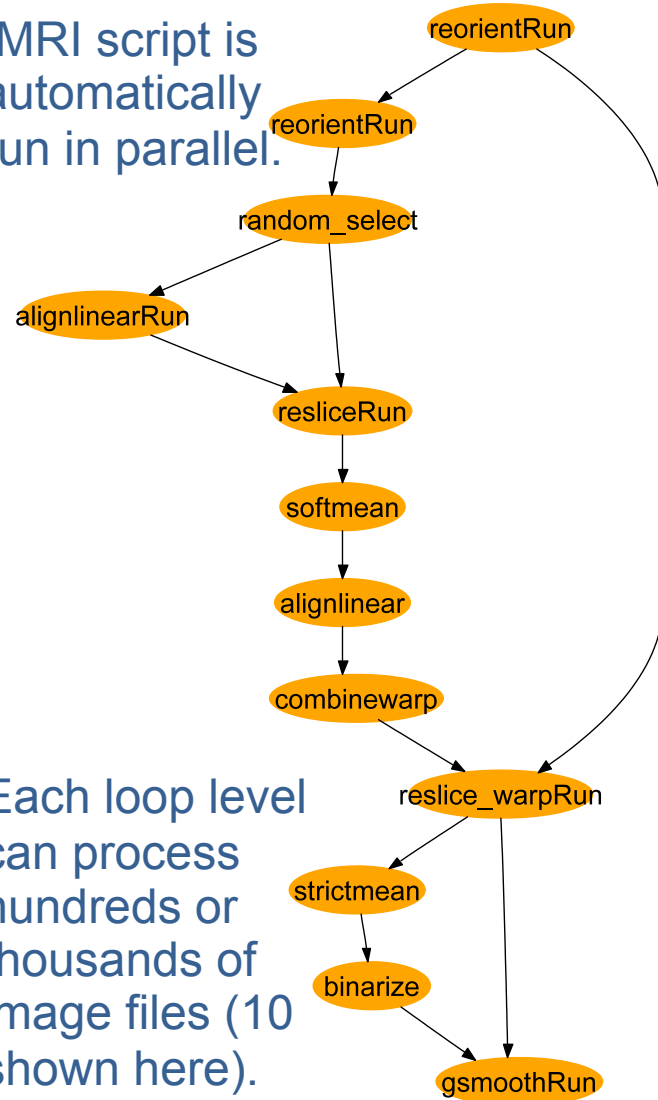 MRI script is
automatically
run in parallel.
reorientRun
reorientRun
random_select
alignlinearRun
resliceRun
softmean
alignlinear
combinewarp
reslice_warpRun
Each loop level
can process
hundreds or
thousands of
image files (10
shown here).
strictmean
binarize
gsmoothRun